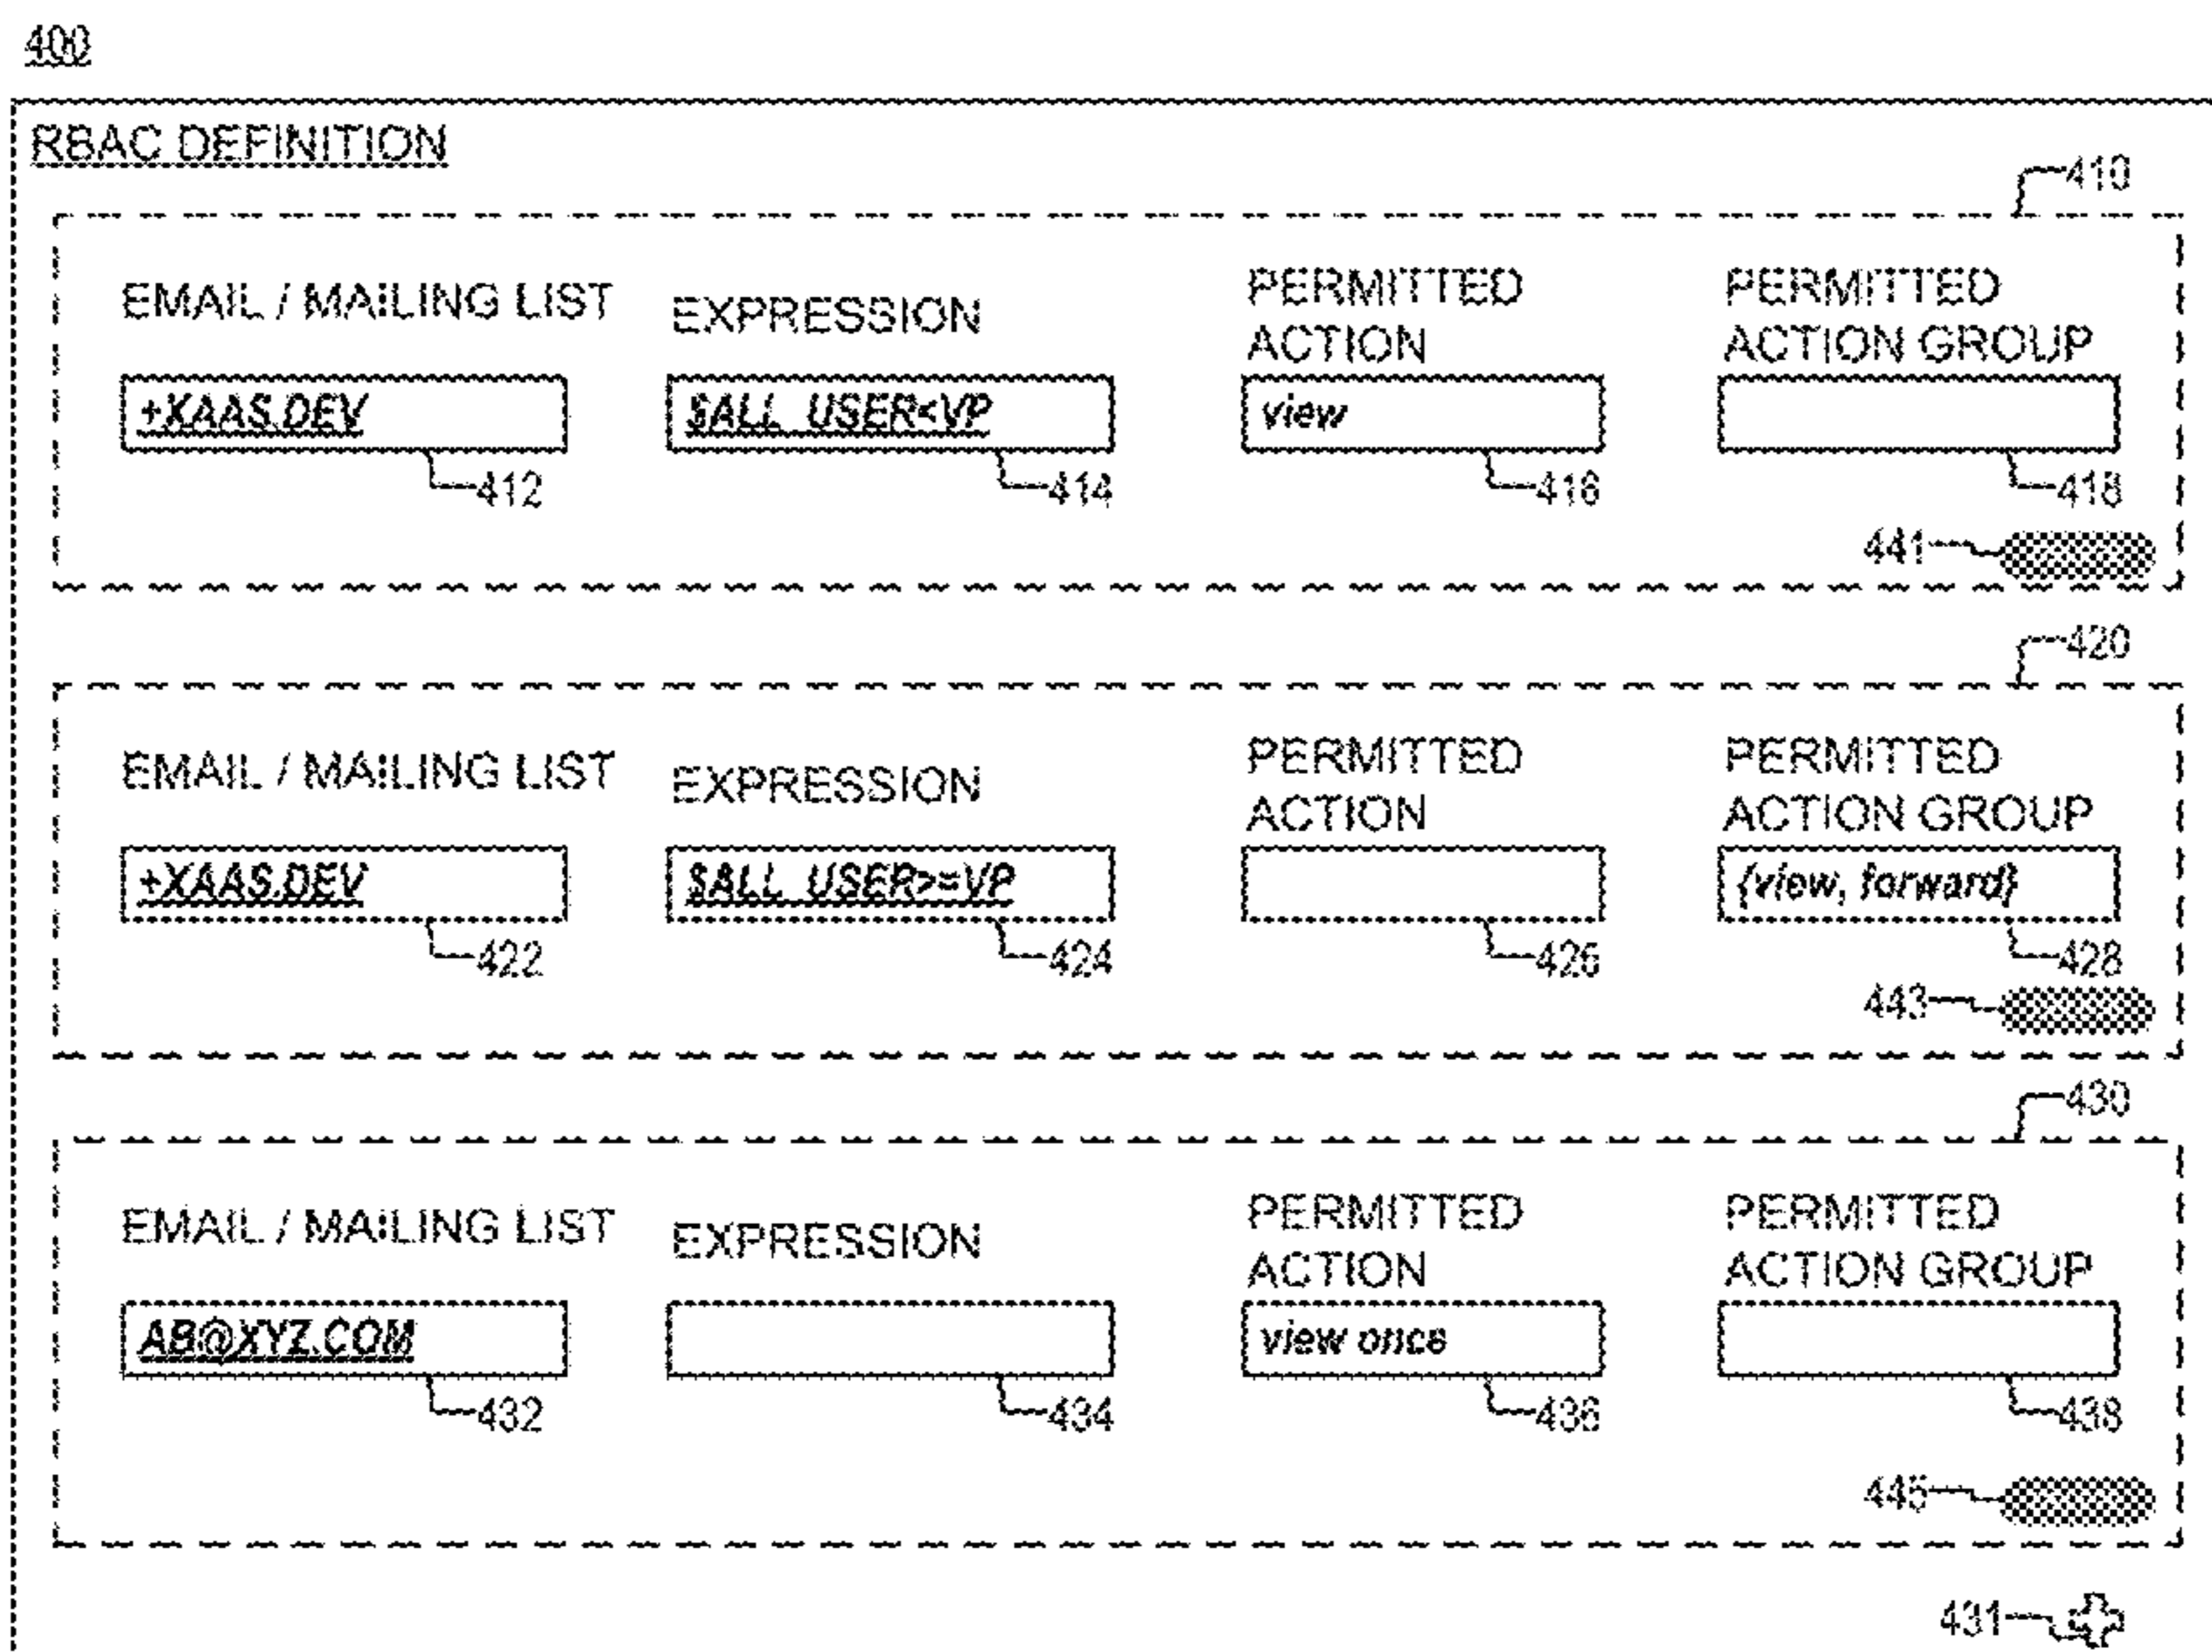 400
RBAC DEFINITION
410
EMAIL / MAILING LIST EXPRESSION PERMITTED ACTION PERMITTED ACTION GROUP
+XAAS.DEV $ALL_USER<VP view
412 414 416 418
441
420
EMAIL / MAILING LIST EXPRESSION PERMITTED ACTION PERMITTED ACTION GROUP
+XAAS.DEV $ALL_USER>=VP {view, forward}
422 424 426 428
443
430
EMAIL / MAILING LIST EXPRESSION PERMITTED ACTION PERMITTED ACTION GROUP
AB@XYZ.COM view once
432 434 436 438
445
431